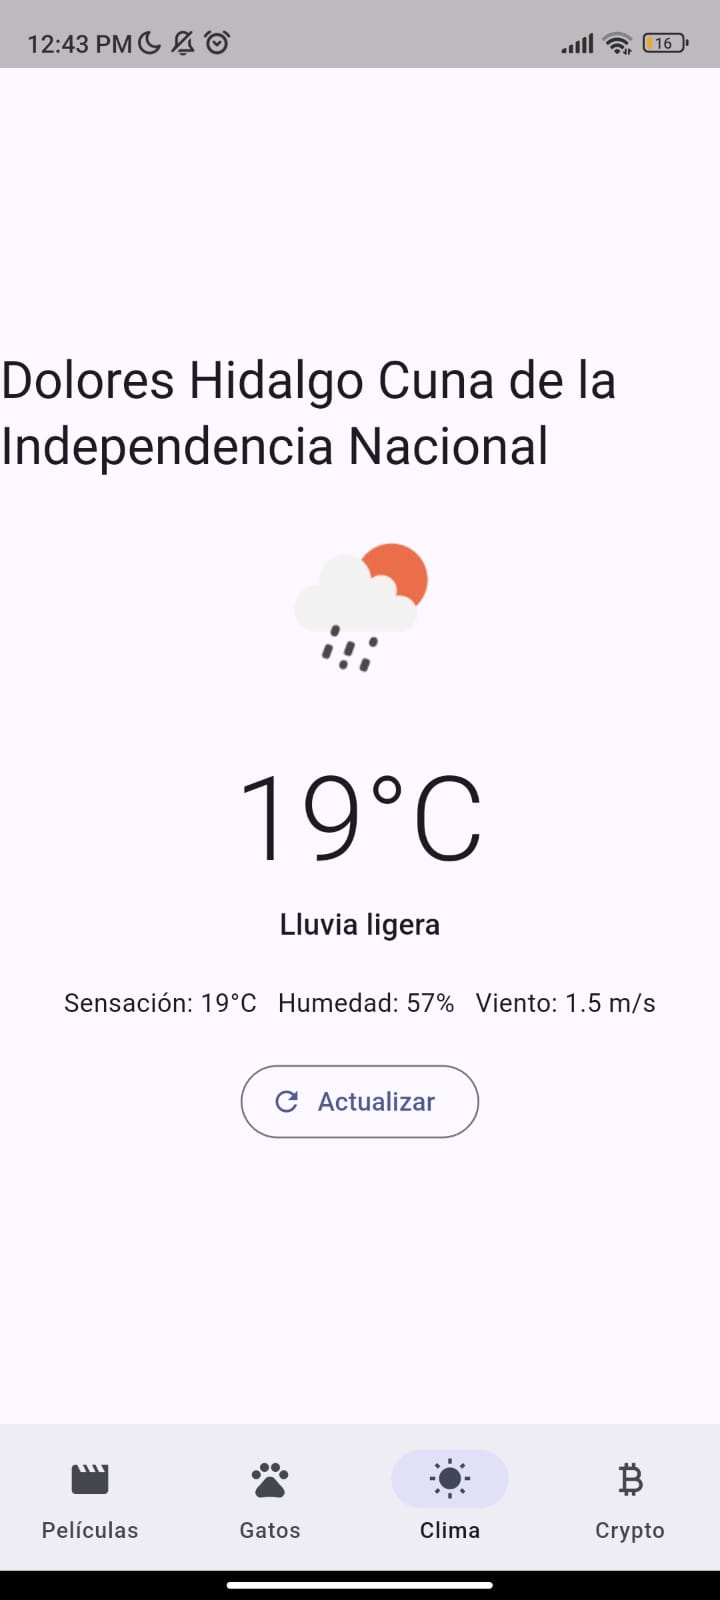 12:43 PM
16
Dolores Hidalgo Cuna de la
Independencia Nacional
19°C
Lluvia ligera
Sensación: 19°C Humedad: 57% Viento: 1.5 m/s
Actualizar
Películas Gatos Clima Crypto